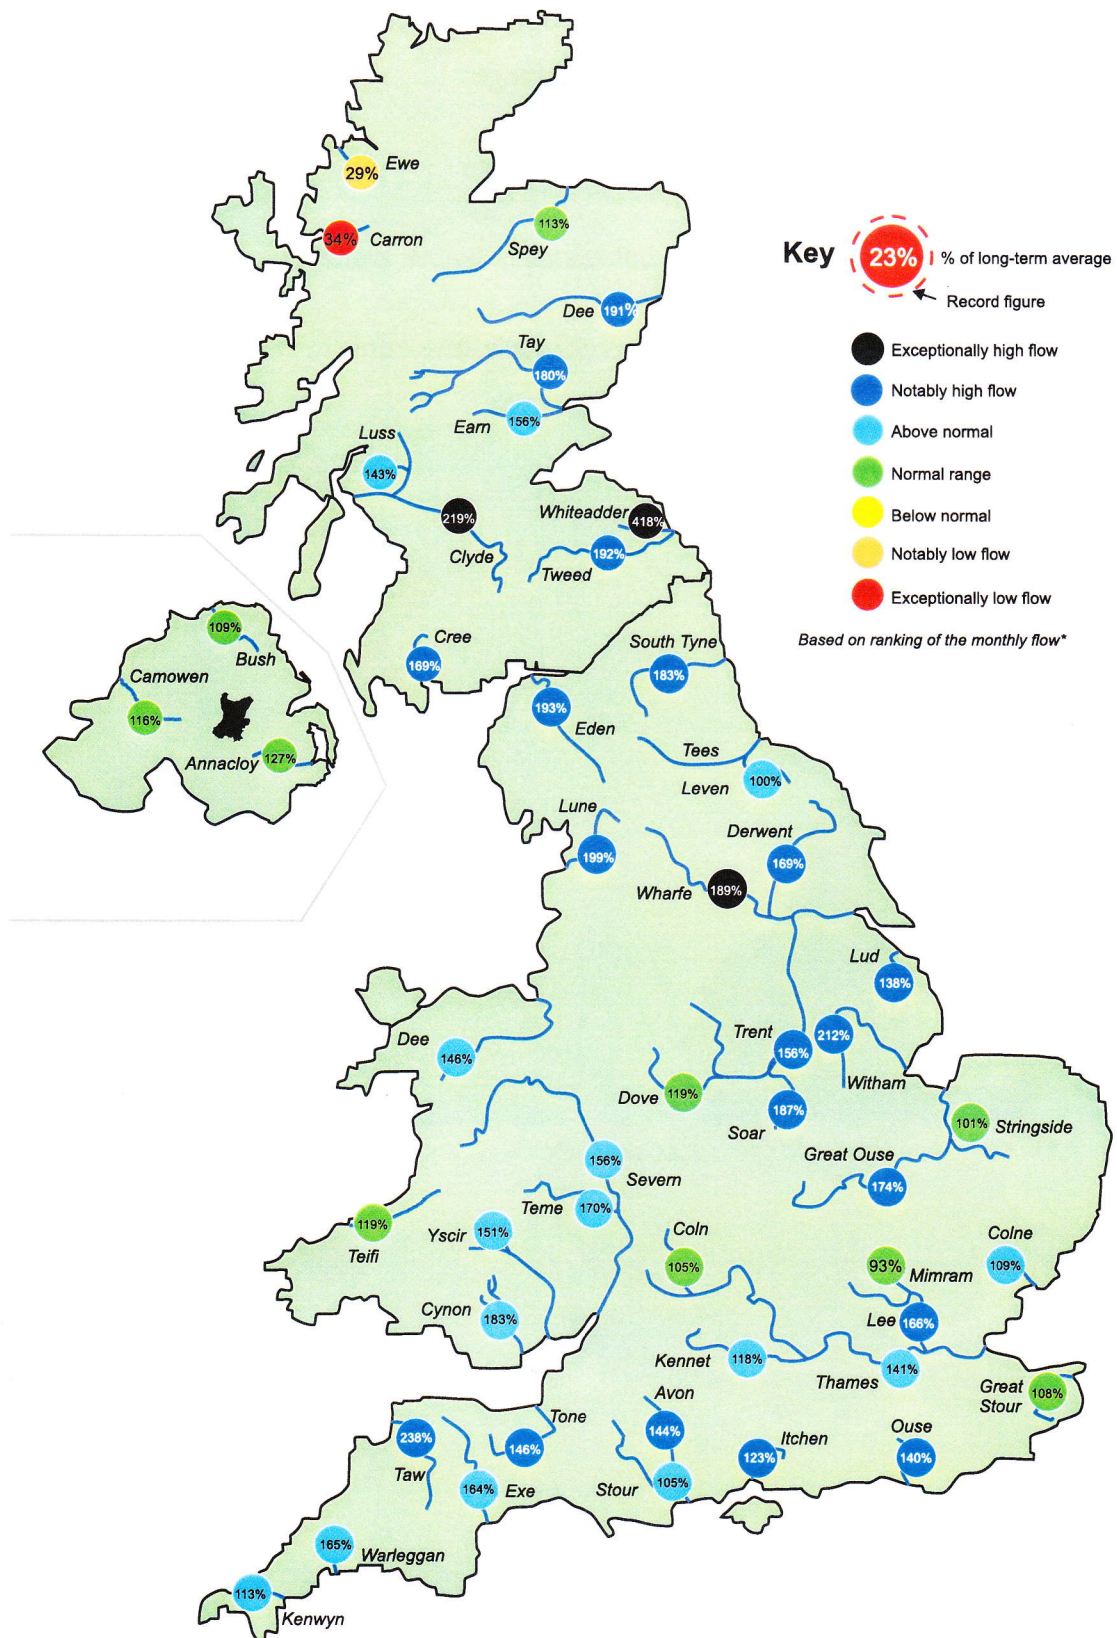 Ewe
29%
34%
Carron
113%
Spey
Key
23%
% of long-term average
Record figure
Exceptionally high flow
Notably high flow
Above normal
Normal range
Below normal
Notably low flow
Exceptionally low flow
Based on ranking of the monthly flow*
Dee
191%
Tay
180%
Earn
156%
Luss
143%
219%
Clyde
Whiteadder
418%
192%
Tweed
Cree
169%
109%
Bush
Camowen
116%
Annacloy
127%
South Tyne
183%
193%
Eden
Tees
Leven
100%
Lune
199%
Derwent
169%
Wharfe
189%
Lud
138%
Dee
146%
Trent
156%
212%
Witham
Dove
119%
Soar
187%
101%
Stringside
Great Ouse
174%
156%
Severn
Teme
170%
119%
Teifi
Yscir
151%
Coln
105%
93%
Mimram
Colne
109%
Cynon
183%
Lee
166%
Kennet
118%
Thames
141%
Great
Stour
108%
Avon
144%
Tone
146%
238%
Taw
164%
Exe
Stour
105%
Itchen
123%
Ouse
140%
165%
Warleggan
113%
Kenwyn